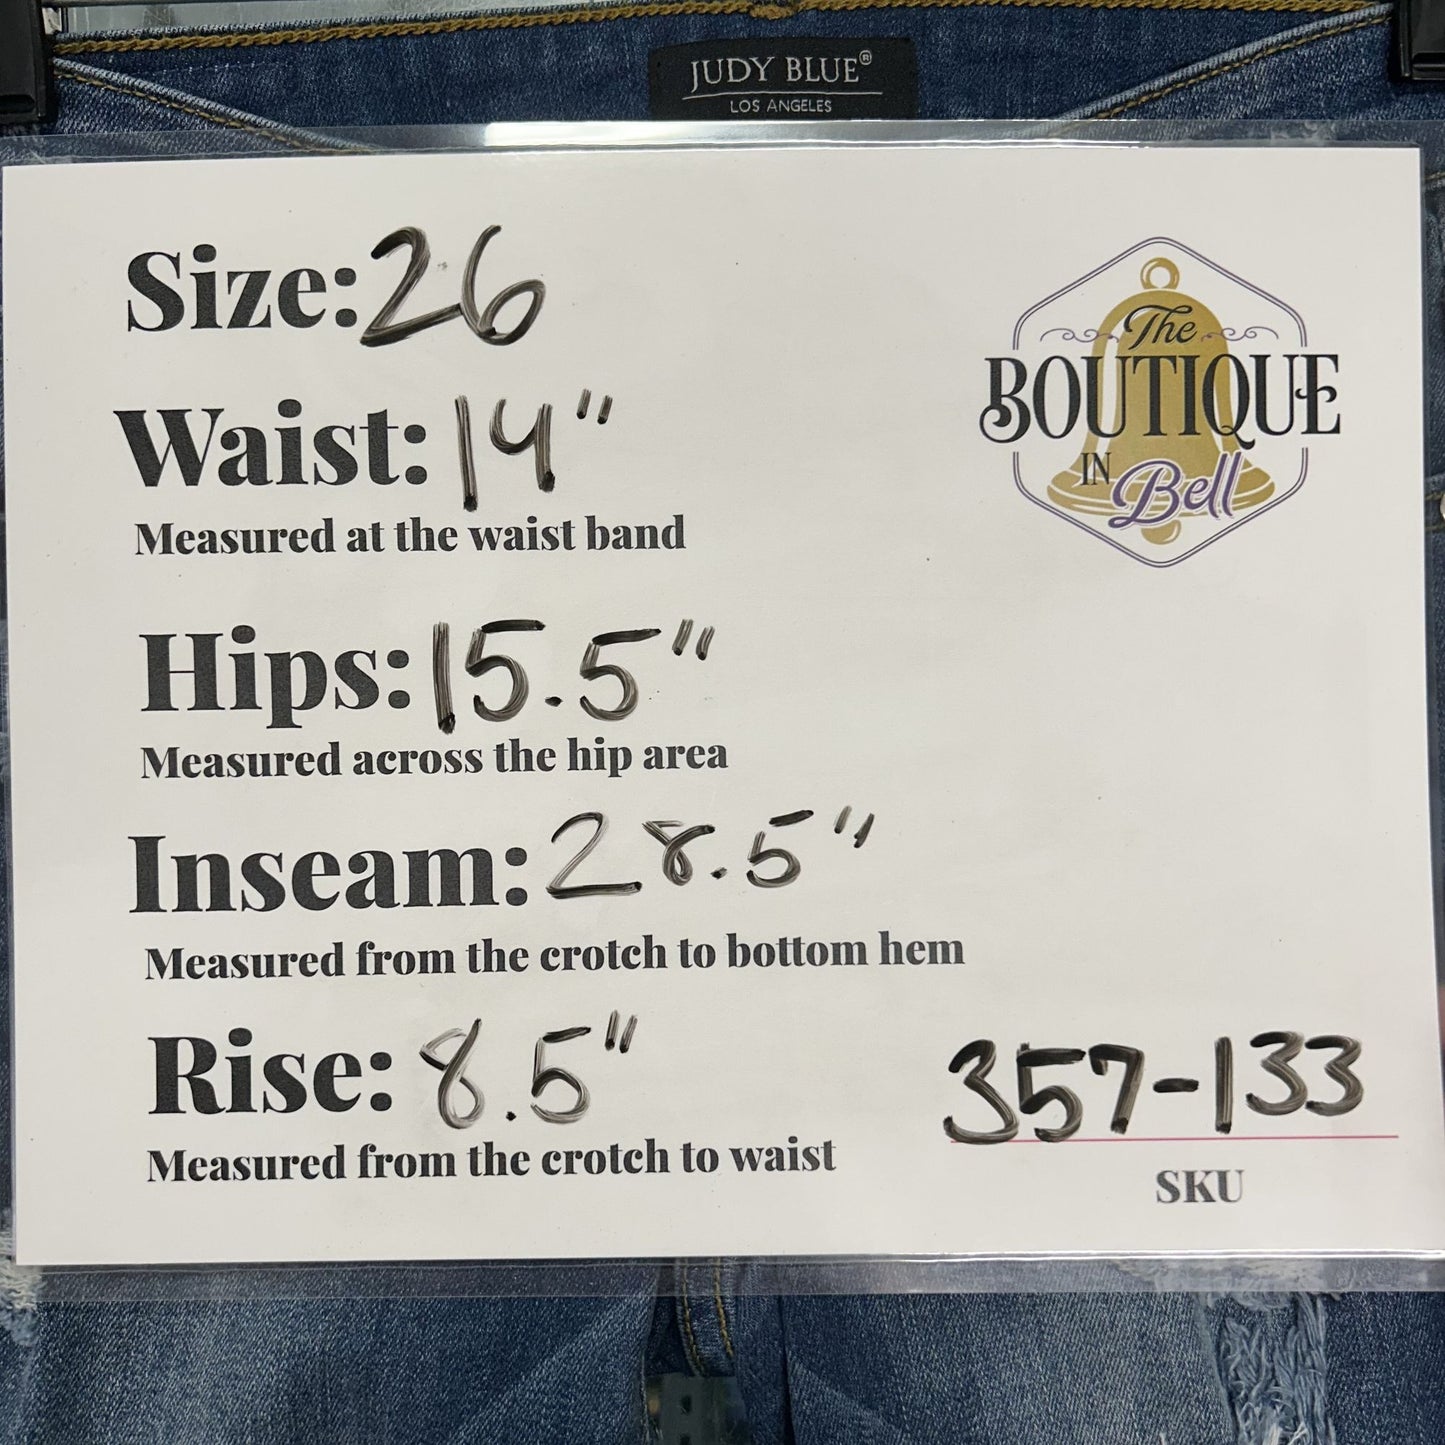 JUDY BLUE®
LOS ANGELES
Size: 26
The
BOUTIQUE
IN Bell
Waist: 14"
Measured at the waist band
Hips: 15.5"
Measured across the hip area
Inseam: 28.5"
Measured from the crotch to bottom hem
Rise: 8.5"
Measured from the crotch to waist
357-133
SKU